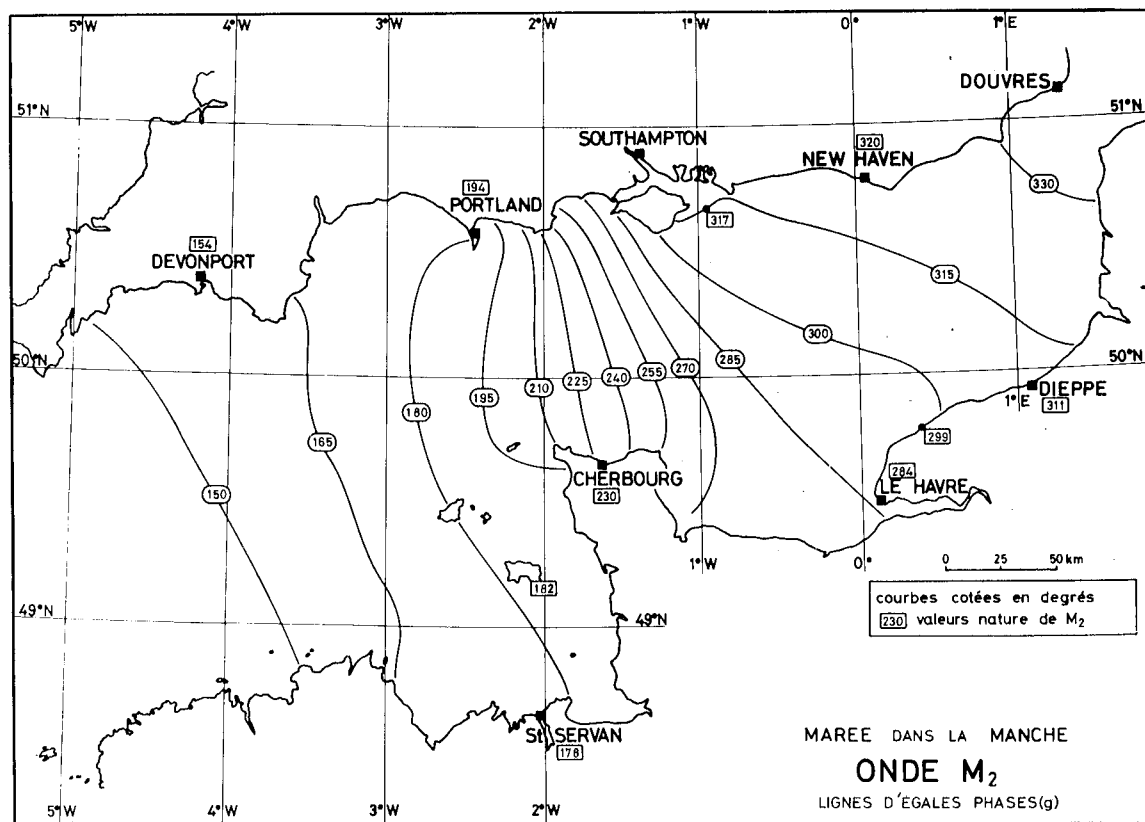 5°W
4°W
3°W
2°W
1°W
0°
1°E
51°N
DOUVRES
51°N
SOUTHAMPTON
320
NEW HAVEN
330
194
PORTLAND
317
154
DEVONPORT
315
50°N
300
50°N
285
270
255
240
225
210
195
180
165
150
DIEPPE
1°E
311
299
CHERBOURG
230
284
LE HAVRE
1°W
0°
0 25 50 km
182
courbes cotées en degrés
230 valeurs nature de M2
49°N
49°N
St SERVAN
178
MAREE DANS LA MANCHE
ONDE M2
LIGNES D'ÉGALES PHASES(g)
5°W
4°W
3°W
2°W